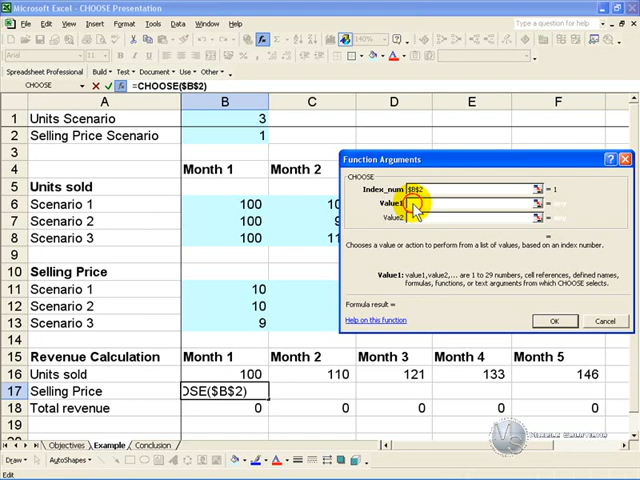 Microsoft Excel - CHOOSE Presentation
File Edit View Insert Format Tools Data Window Help
Type a question for help
Spreadsheet Professional Build Test Document Use Other
CHOOSE =CHOOSE($B$2)
A B C D E F
1 Units Scenario 3
2 Selling Price Scenario 1
3
4 Month 1 Month 2
5 Units sold
6 Scenario 1 100 10
7 Scenario 2 100 9
8 Scenario 3 100 11
9
10 Selling Price
11 Scenario 1 10
12 Scenario 2 10
13 Scenario 3 9
14
15 Revenue Calculation Month 1 Month 2 Month 3 Month 4 Month 5
16 Units sold 100 110 121 133 146
17 Selling Price OSE($B$2)
18 Total revenue 0 0 0 0 0
19
Function Arguments
CHOOSE
Index_num $B$2 = 1
Value1 = any
Value2 = any
=
Chooses a value or action to perform from a list of values, based on an index number.
Value1: value1,value2,... are 1 to 29 numbers, cell references, defined names, formulas, functions, or text arguments from which CHOOSE selects.
Formula result =
Help on this function
OK Cancel
Objectives Example Conclusion
Draw AutoShapes
Edit